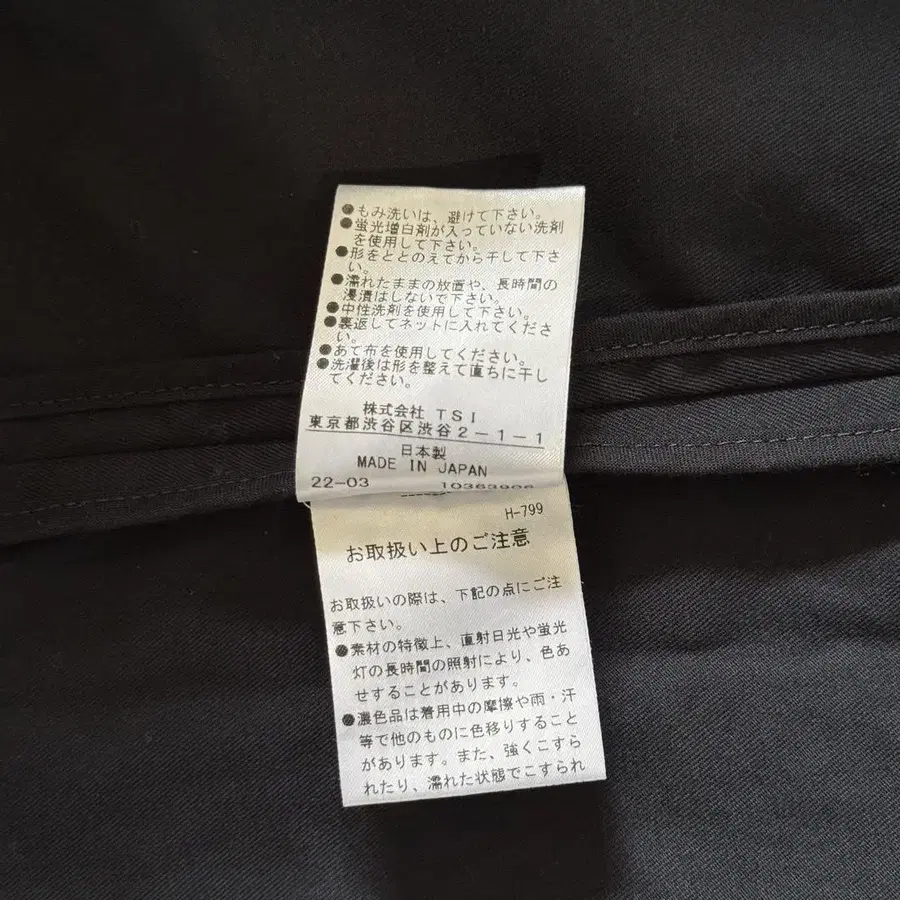 ●もみ洗いは、避けて下さい。
●蛍光増白剤が入っていない洗剤
を使用して下さい。
●形をととのえてから干して下さ
い。
●濡れたままの放置や、長時間の
浸漬はしないで下さい。
●中性洗剤を使用して下さい。
●裏返してネットに入れてくださ
い。
●あて布を使用してください。
●洗濯後は形を整えて直ちに干し
てください。
株式会社 TSI
東京都渋谷区渋谷2-1-1
日本製
MADE IN JAPAN
22-03 10363906
H-799
お取扱い上のご注意
お取扱いの際は、下記の点にご注
意下さい。
●素材の特徴上、直射日光や蛍光
灯の長時間の照射により、色あ
せすることがあります。
●濃色品は着用中の摩擦や雨・汗
等で他のものに色移りすること
があります。また、強くこすら
れたり、濡れた状態でこすられ